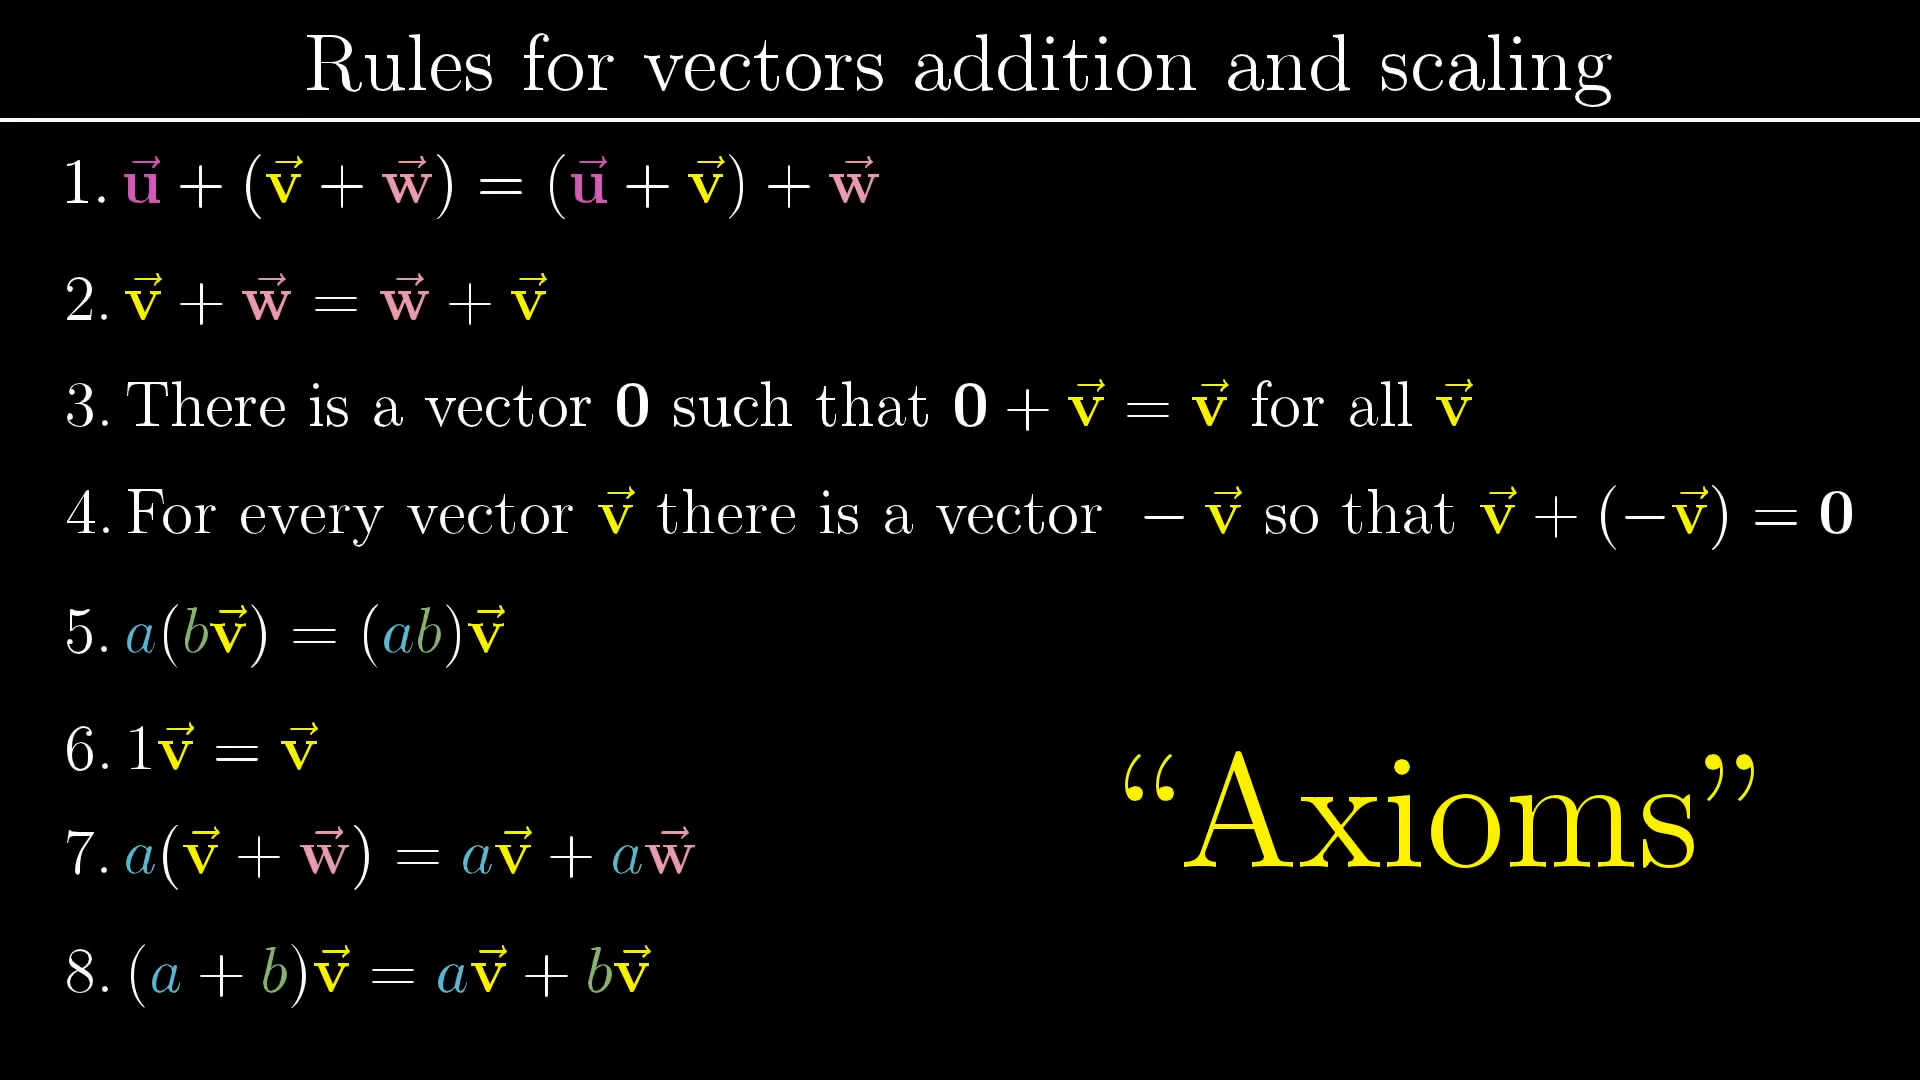 Rules for vectors addition and scaling
1. u⃗ + (v⃗ + w⃗) = (u⃗ + v⃗) + w⃗
2. v⃗ + w⃗ = w⃗ + v⃗
3. There is a vector 0 such that 0 + v⃗ = v⃗ for all v⃗
4. For every vector v⃗ there is a vector −v⃗ so that v⃗ + (−v⃗) = 0
5. a(bv⃗) = (ab)v⃗
6. 1v⃗ = v⃗
7. a(v⃗ + w⃗) = av⃗ + aw⃗
8. (a + b)v⃗ = av⃗ + bv⃗
“Axioms”